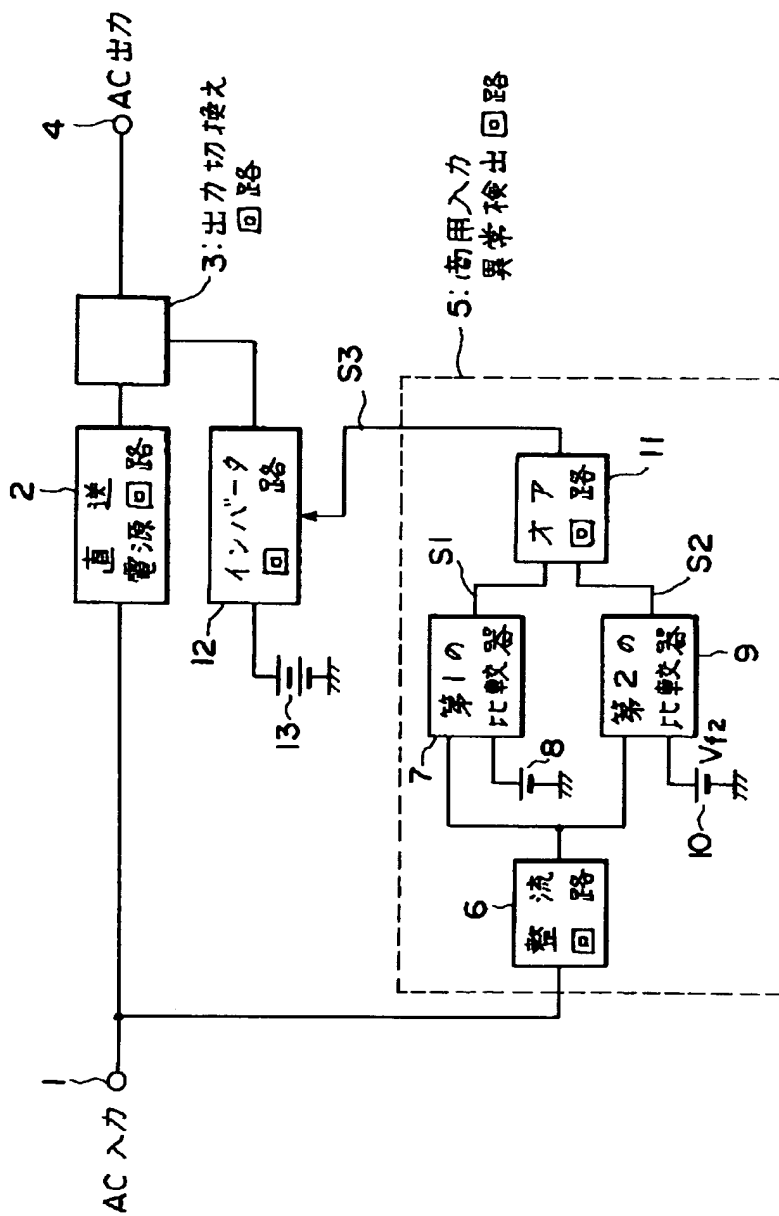 AC 入力
1
2
直送
電源回路
3:出力切換え
回路
4
AC出力
12
インバータ
回路
13
S3
5:商用入力
異常検出回路
6
整流
回路
7
第1の
比較器
8
S1
第2の
比較器
9
10
Vf2
S2
オア
回路
11